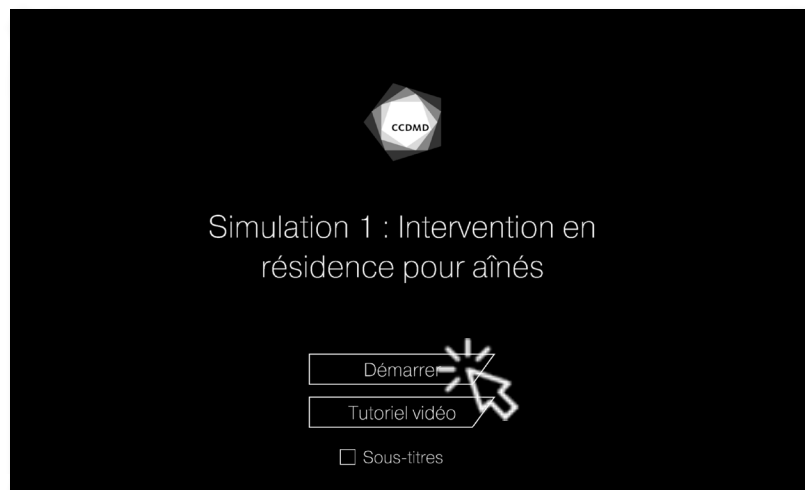 CCDMD
Simulation 1 : Intervention en
résidence pour aînés
Démarrer
Tutoriel vidéo
Sous-titres